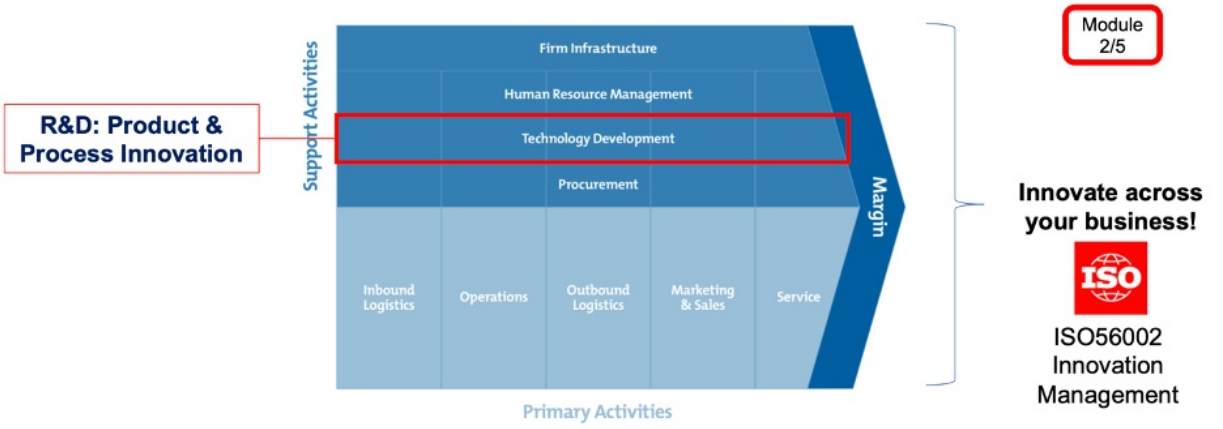 Module
2/5
Firm Infrastructure
Human Resource Management
Technology Development
Procurement
Support Activities
R&D: Product &
Process Innovation
Margin
Inbound
Logistics
Operations
Outbound
Logistics
Marketing
& Sales
Service
Primary Activities
Innovate across
your business!
ISO
ISO56002
Innovation
Management